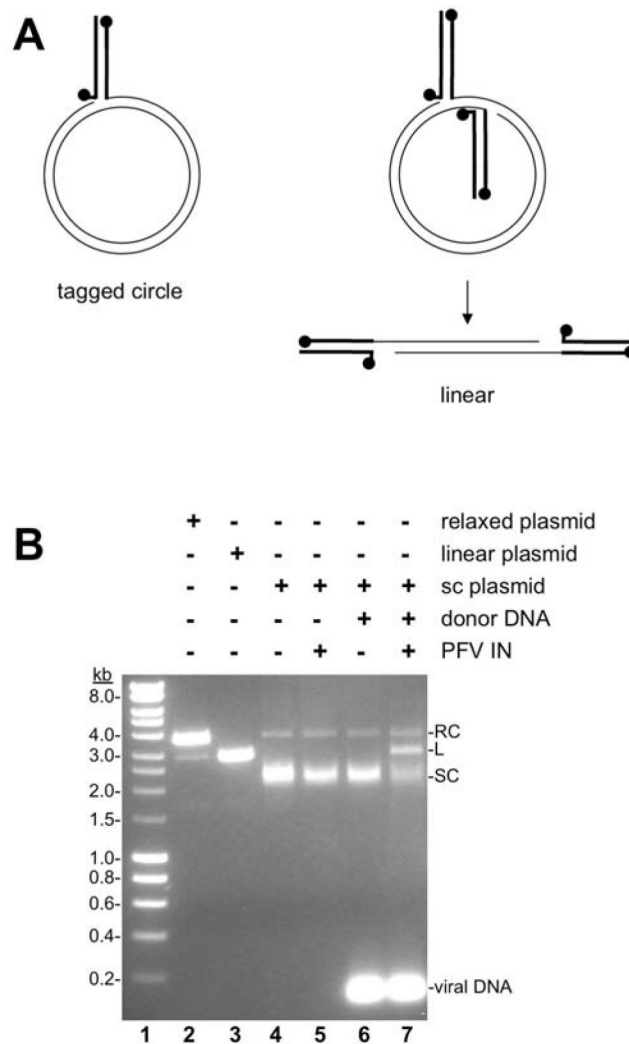 A
tagged circle
linear
B
+ - - - - - relaxed plasmid
- + - - - - linear plasmid
- - + + + + sc plasmid
- - - - + + donor DNA
- - - + - + PFV IN
kb
8.0-
4.0- -RC
3.0- -L
-SC
2.0-
1.5-
1.0-
0.8-
0.6-
0.4-
0.2- -viral DNA
1 2 3 4 5 6 7